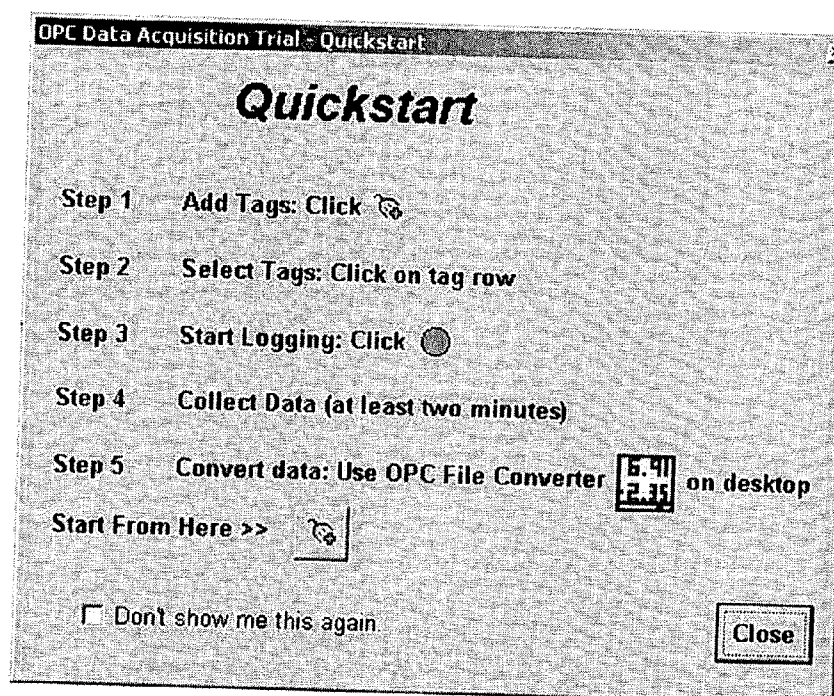 OPC Data Acquisition Trial - Quickstart
Quickstart
Step 1 Add Tags: Click
Step 2 Select Tags: Click on tag row
Step 3 Start Logging: Click
Step 4 Collect Data (at least two minutes)
Step 5 Convert data: Use OPC File Converter 6.41 2.35 on desktop
Start From Here >>
Don't show me this again.
Close